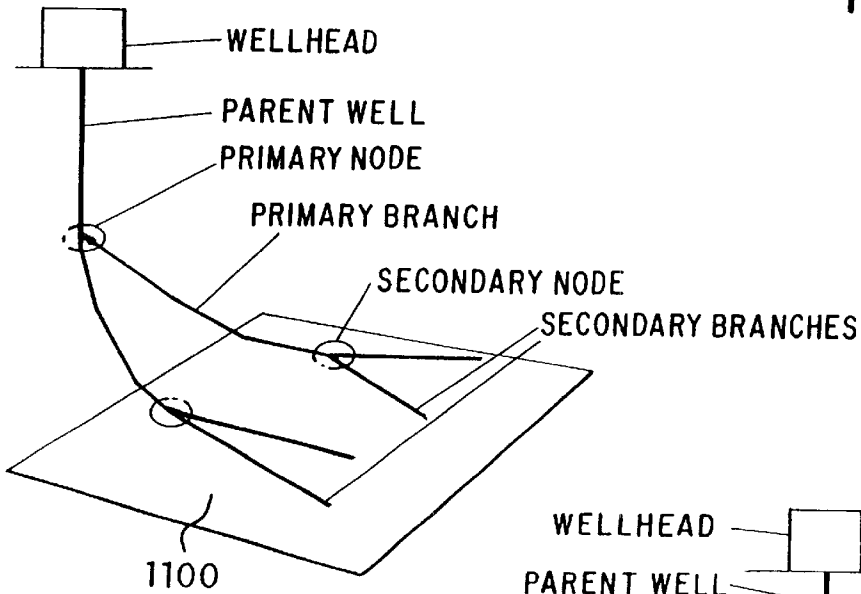 WELLHEAD
PARENT WELL
PRIMARY NODE
PRIMARY BRANCH
SECONDARY NODE
SECONDARY BRANCHES
1100
WELLHEAD
PARENT WELL